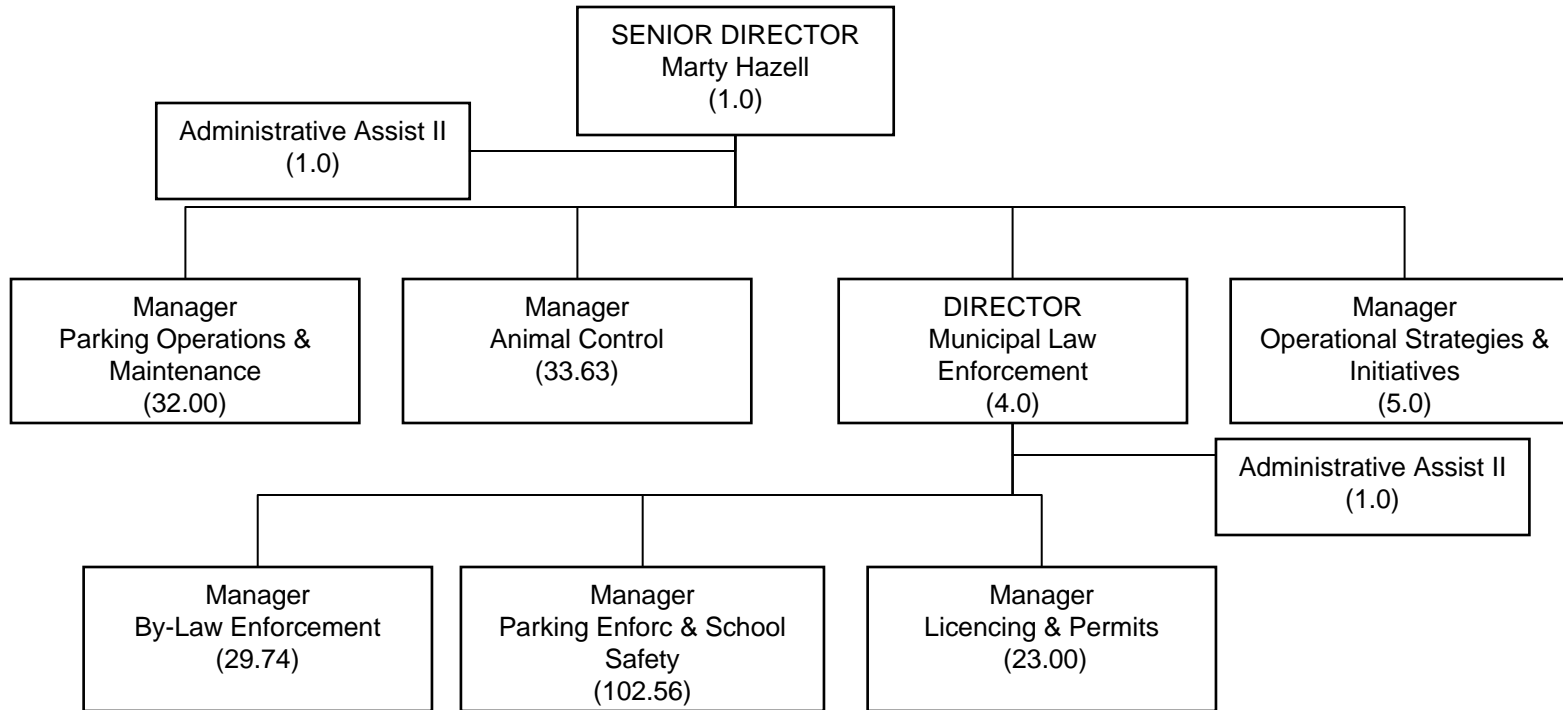 SENIOR DIRECTOR
Marty Hazell
(1.0)
Administrative Assist II
(1.0)
Manager
Parking Operations &
Maintenance
(32.00)
Manager
Animal Control
(33.63)
DIRECTOR
Municipal Law
Enforcement
(4.0)
Manager
Operational Strategies &
Initiatives
(5.0)
Administrative Assist II
(1.0)
Manager
By-Law Enforcement
(29.74)
Manager
Parking Enforc & School
Safety
(102.56)
Manager
Licencing & Permits
(23.00)